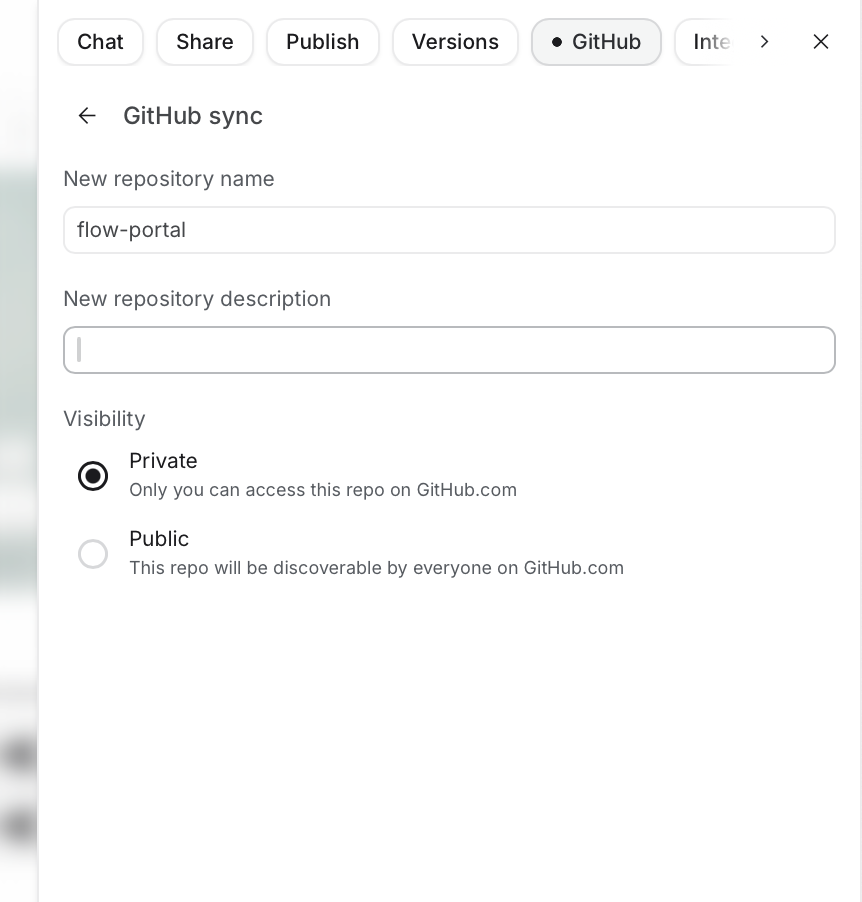 Chat Share Publish Versions GitHub Inte
GitHub sync
New repository name
flow-portal
New repository description
Visibility
Private
Only you can access this repo on GitHub.com
Public
This repo will be discoverable by everyone on GitHub.com